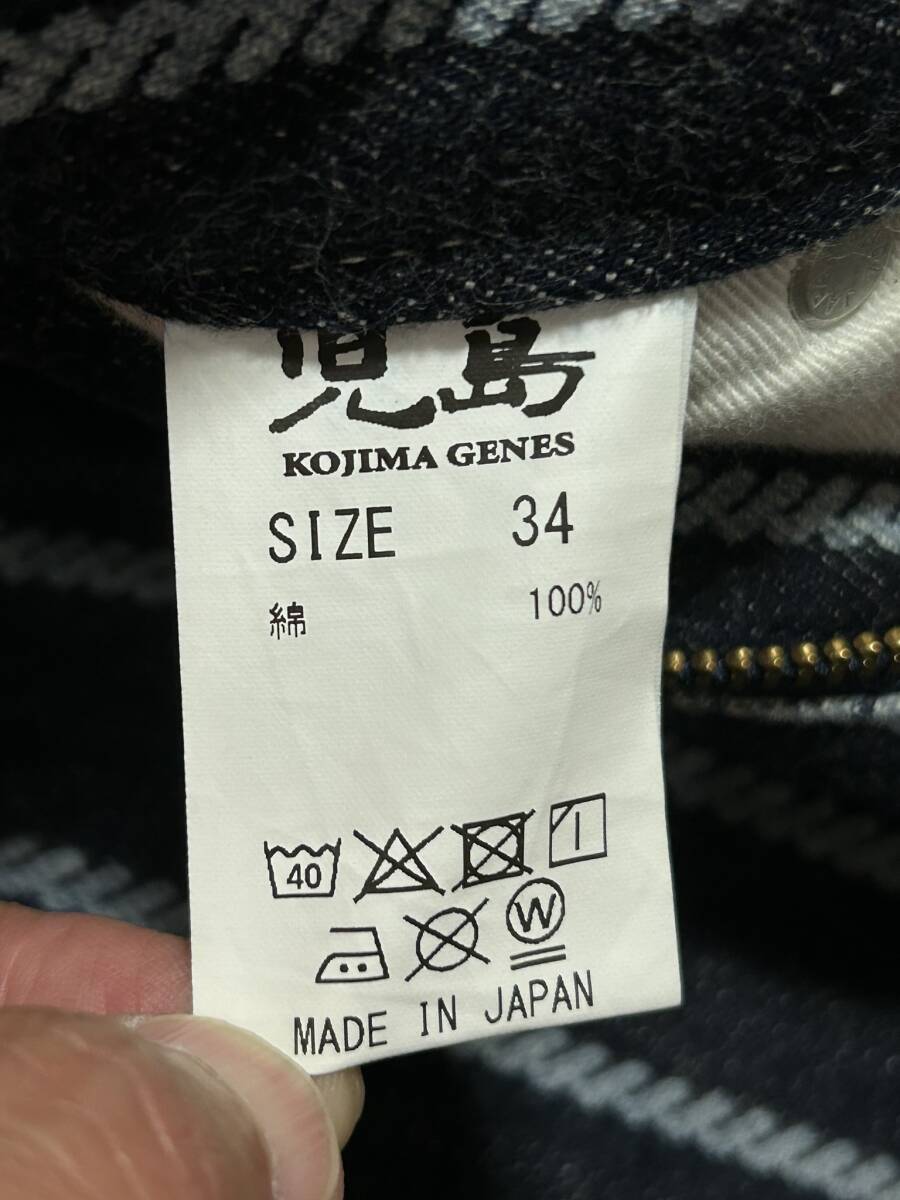 児島
KOJIMA GENES
SIZE 34
綿 100%
40
W
MADE IN JAPAN